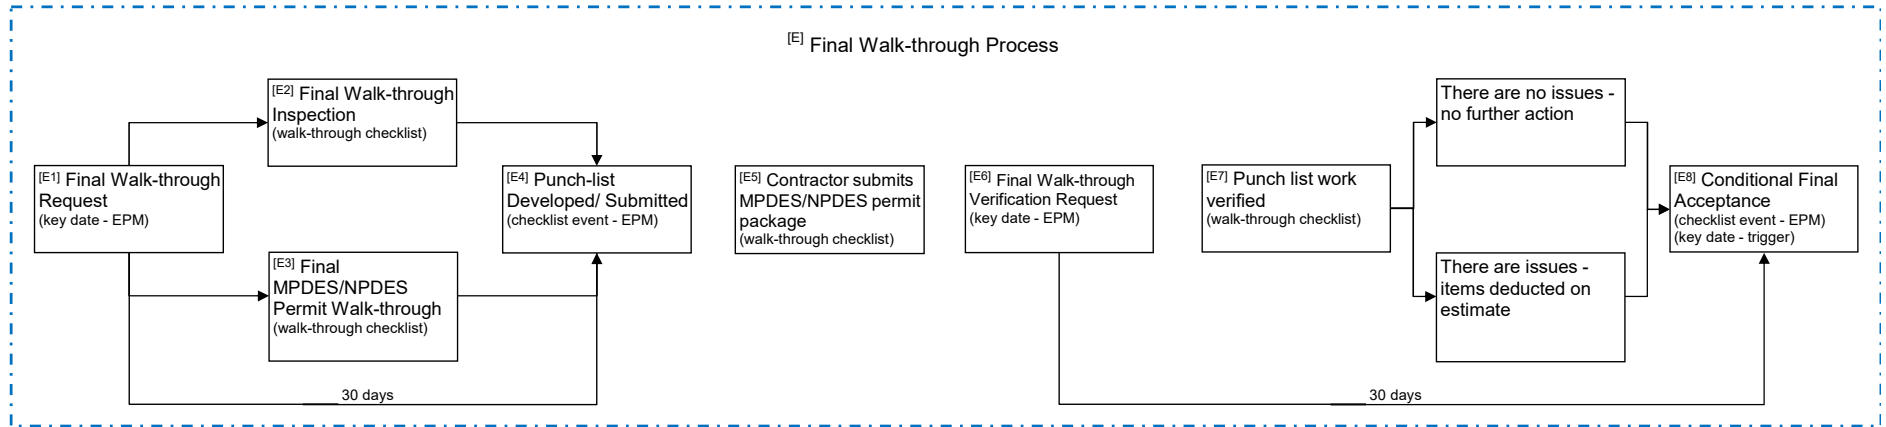 [E] Final Walk-through Process
[E1] Final Walk-through
Request
(key date - EPM)
[E2] Final Walk-through
Inspection
(walk-through checklist)
[E3] Final
MPDES/NPDES
Permit Walk-through
(walk-through checklist)
30 days
[E4] Punch-list
Developed/ Submitted
(checklist event - EPM)
[E5] Contractor submits
MPDES/NPDES permit
package
(walk-through checklist)
[E6] Final Walk-through
Verification Request
(key date - EPM)
[E7] Punch list work
verified
(walk-through checklist)
There are no issues -
no further action
There are issues -
items deducted on
estimate
30 days
[E8] Conditional Final
Acceptance
(checklist event - EPM)
(key date - trigger)